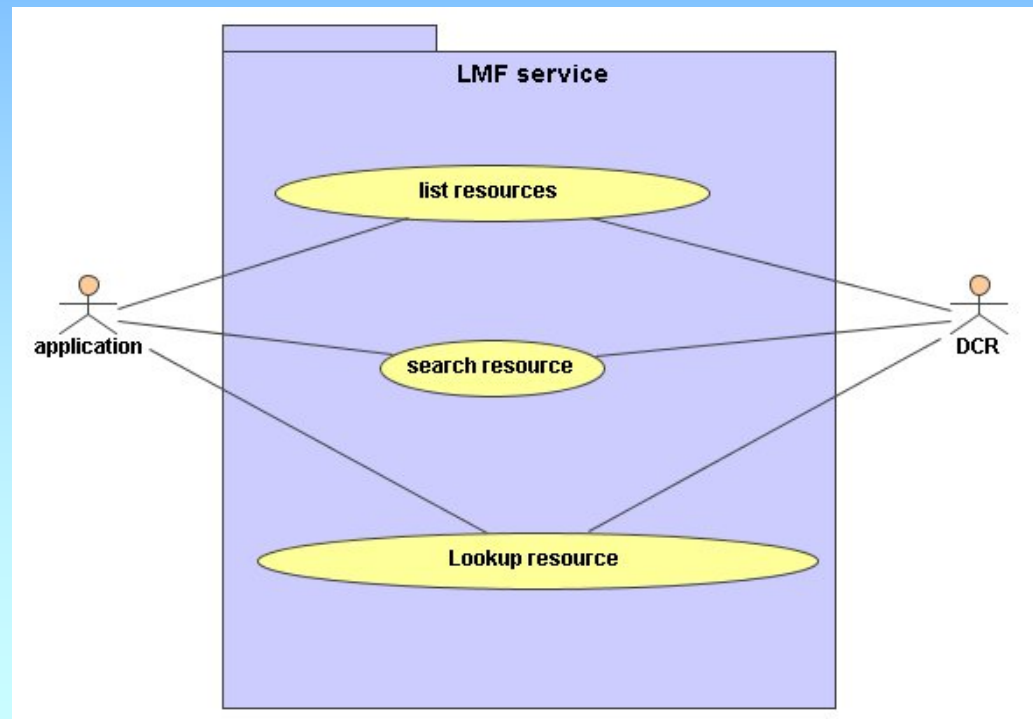 LMF service
list resources
application
search resource
DCR
Lookup resource